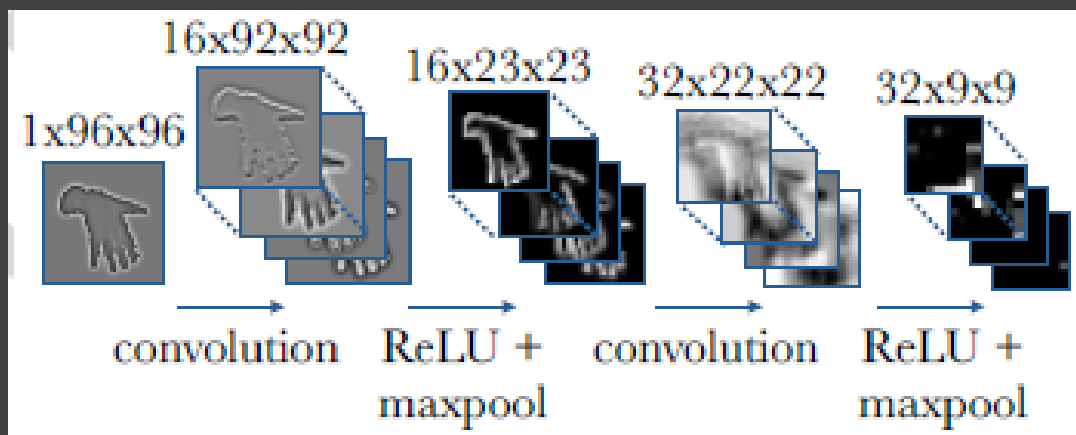 1x96x96
16x92x92
16x23x23
32x22x22
32x9x9
convolution
ReLU +
maxpool
convolution
ReLU +
maxpool